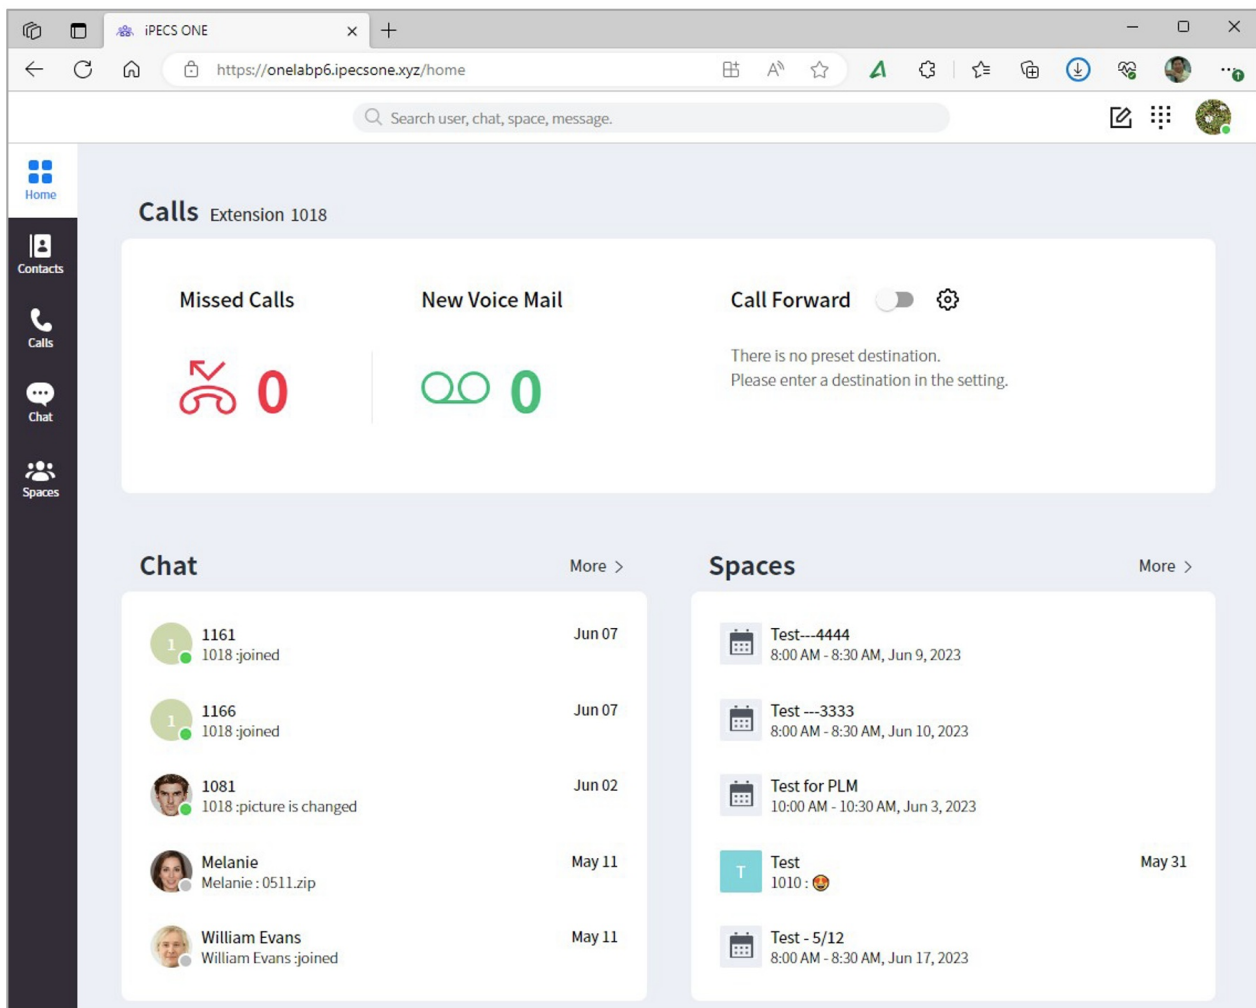 iPECS ONE
https://onelabp6.ipecsone.xyz/home
Search user, chat, space, message.
Home
Contacts
Calls
Chat
Spaces
Calls Extension 1018
Missed Calls
0
New Voice Mail
0
Call Forward
There is no preset destination.
Please enter a destination in the setting.
Chat
More >
1
1161
Jun 07
1018 :joined
1
1166
Jun 07
1018 :joined
1081
Jun 02
1018 :picture is changed
Melanie
May 11
Melanie : 0511.zip
William Evans
May 11
William Evans :joined
Spaces
More >
Test---4444
8:00 AM - 8:30 AM, Jun 9, 2023
Test ---3333
8:00 AM - 8:30 AM, Jun 10, 2023
Test for PLM
10:00 AM - 10:30 AM, Jun 3, 2023
T
Test
May 31
1010 : 🤩
Test - 5/12
8:00 AM - 8:30 AM, Jun 17, 2023